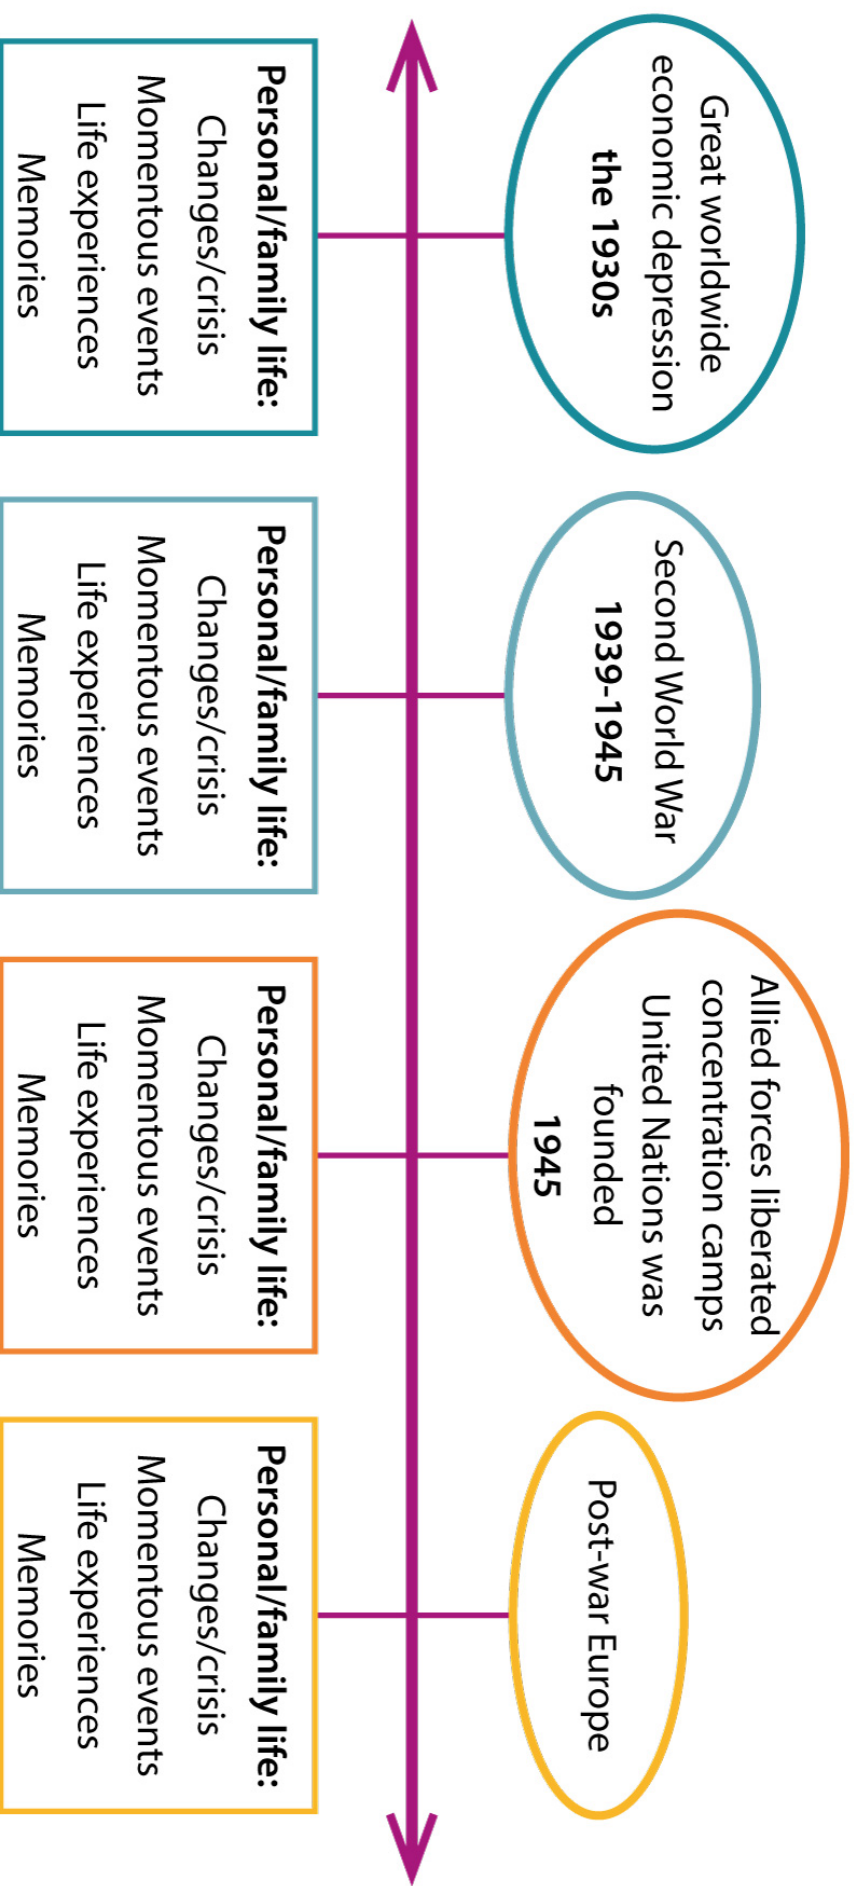 Great worldwide
economic depression
the 1930s
Second World War
1939-1945
Allied forces liberated
concentration camps
United Nations was
founded
1945
Post-war Europe
Personal/family life:
Changes/crisis
Momentous events
Life experiences
Memories
Personal/family life:
Changes/crisis
Momentous events
Life experiences
Memories
Personal/family life:
Changes/crisis
Momentous events
Life experiences
Memories
Personal/family life:
Changes/crisis
Momentous events
Life experiences
Memories